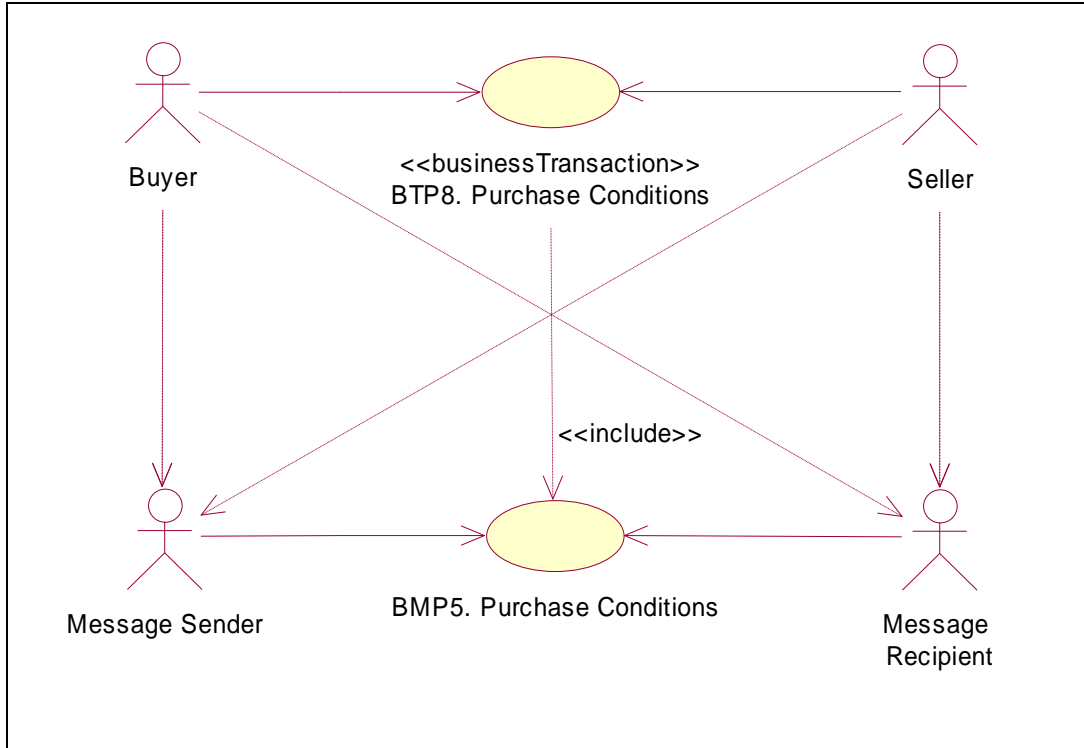 Buyer
<<businessTransaction>>
BTP8. Purchase Conditions
Seller
<<include>>
Message Sender
BMP5. Purchase Conditions
Message
Recipient